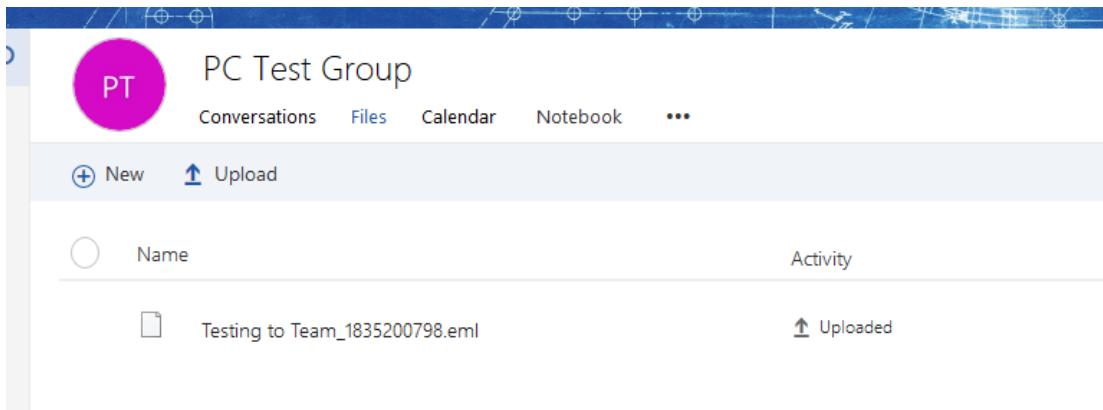 PT
PC Test Group
Conversations Files Calendar Notebook •••
New Upload
Name Activity
Testing to Team_1835200798.eml Uploaded